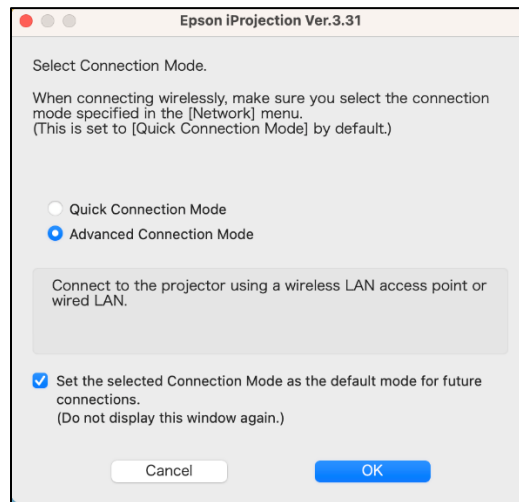 Epson iProjection Ver.3.31
Select Connection Mode.
When connecting wirelessly, make sure you select the connection
mode specified in the [Network] menu.
(This is set to [Quick Connection Mode] by default.)
Quick Connection Mode
Advanced Connection Mode
Connect to the projector using a wireless LAN access point or
wired LAN.
Set the selected Connection Mode as the default mode for future
connections.
(Do not display this window again.)
Cancel
OK